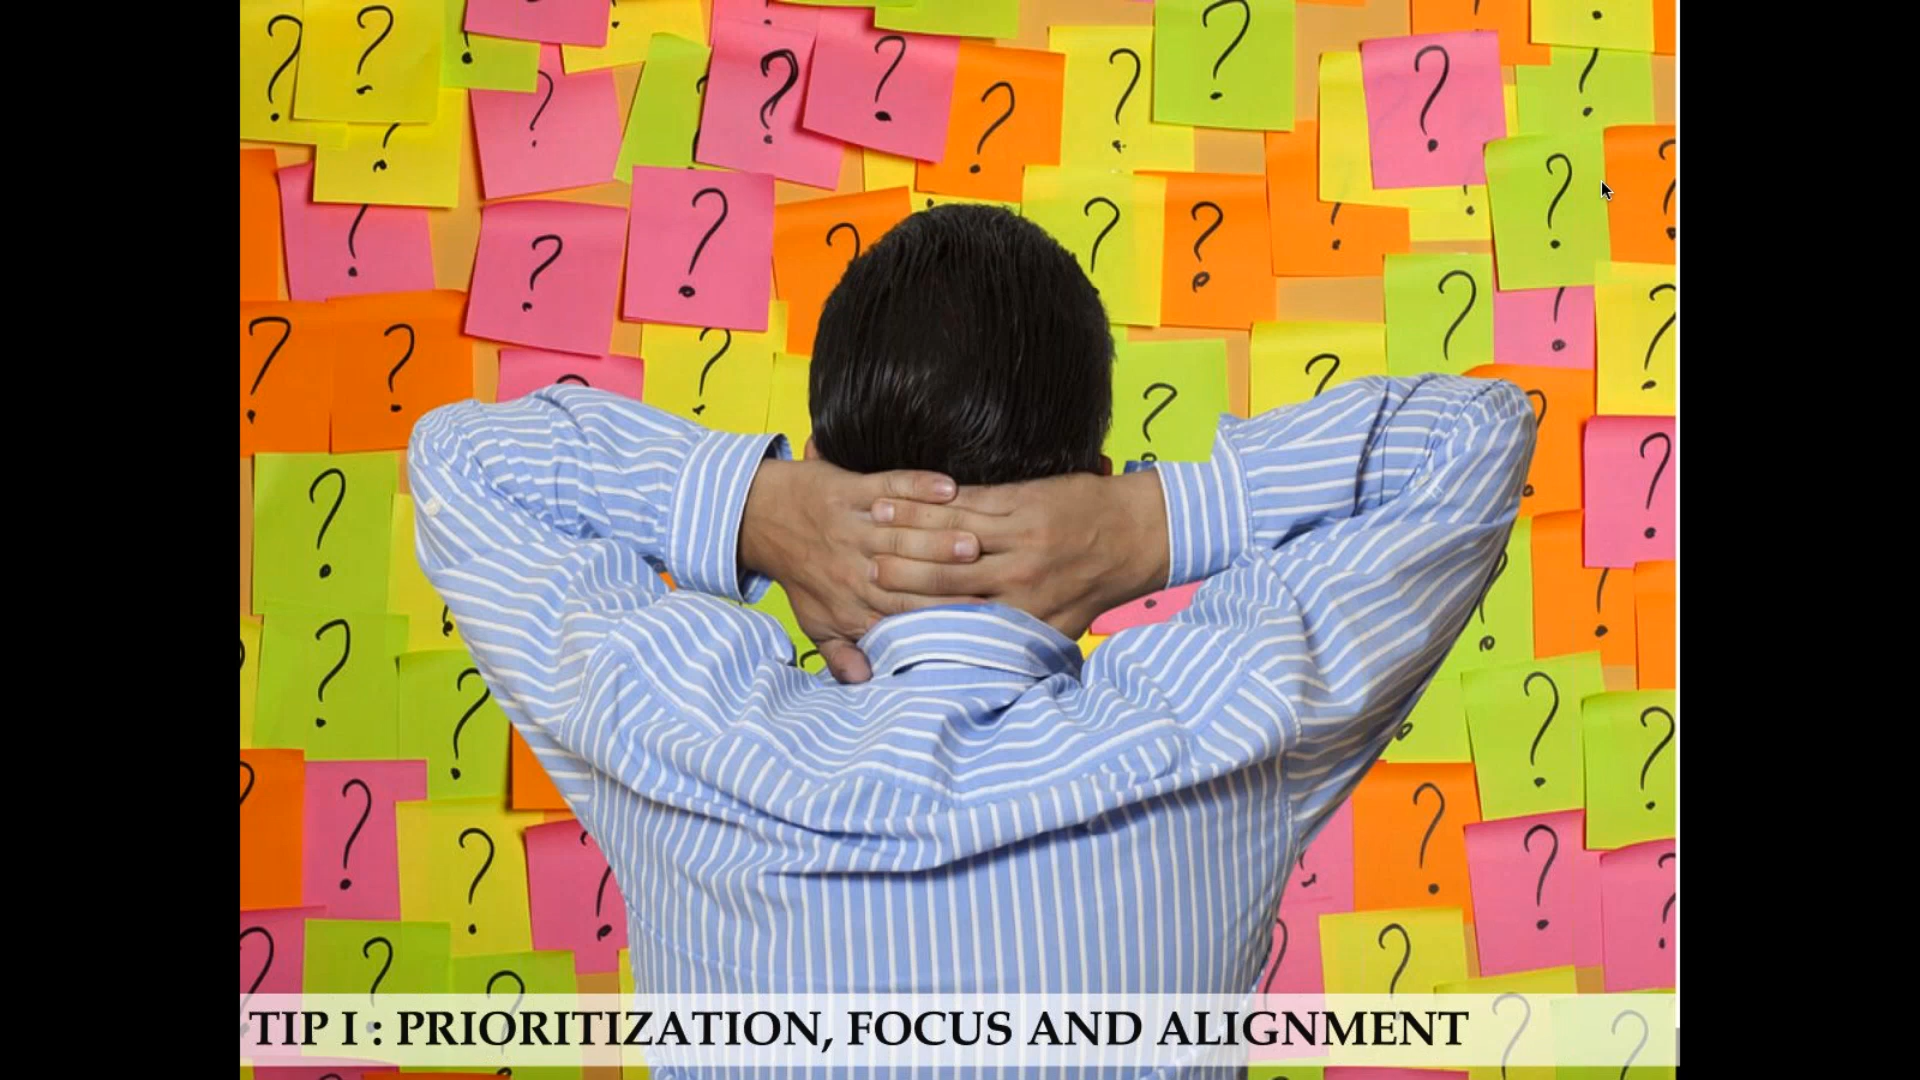 TIP I : PRIORITIZATION, FOCUS AND ALIGNMENT